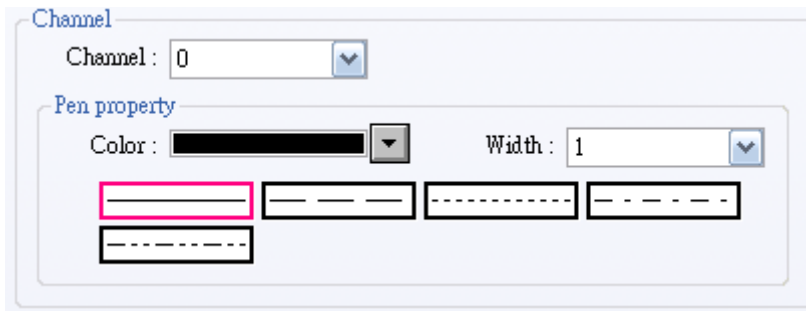 Channel
Channel : 0
Pen property
Color : Width : 1